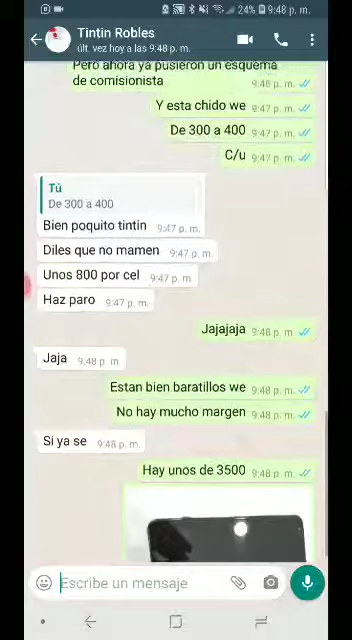 24% 9:48 p. m.
Tintin Robles
últ. vez hoy a las 9:48 p. m.
Pero ahora ya pusieron un esquema
de comisionista 9:46 p. m.
Y esta chido we 9:47 p. m.
De 300 a 400 9:47 p. m.
C/u 9:47 p. m.
Tú
De 300 a 400
Bien poquito tintin 9:47 p. m.
Diles que no mamen 9:47 p. m.
Unos 800 por cel 9:47 p. m.
Haz paro 9:47 p. m.
Jajajaja 9:48 p. m.
Jaja 9:48 p. m.
Estan bien baratillos we 9:48 p. m.
No hay mucho margen 9:48 p. m.
Si ya se 9:48 p. m.
Hay unos de 3500 9:48 p. m.
Escribe un mensaje